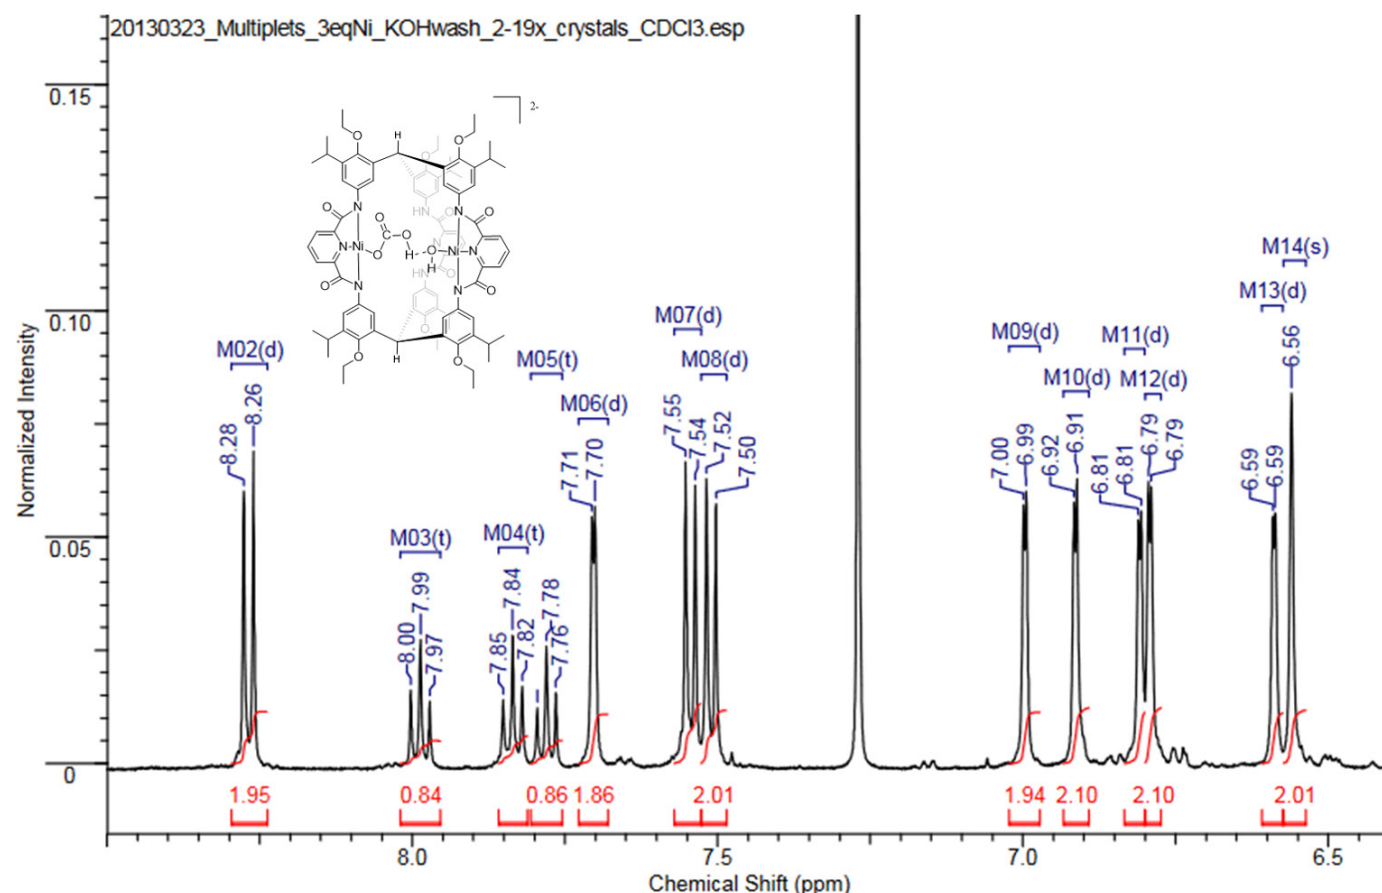 20130323_Multiplets_3eqNi_KOHwash_2-19x_crystals_CDCl3.esp
0.15
0.10
0.05
0
Normalized Intensity
2-
O
H
O
O
O
N
HN
O
N
O
O
O
O
C
O
N
Ni
O
H
O
H
N
Ni
N
O
N
HN
O
N
O
O
O
H
O
M02(d)
8.28
8.26
M03(t)
8.00
7.99
7.97
M04(t)
7.85
7.84
7.82
M05(t)
7.78
7.76
M06(d)
7.71
7.70
M07(d)
7.55
7.54
M08(d)
7.52
7.50
M09(d)
7.00
6.99
M10(d)
6.92
6.91
M11(d)
6.81
6.81
M12(d)
6.79
6.79
M13(d)
6.59
6.59
M14(s)
6.56
1.95
0.84
0.86
1.86
2.01
1.94
2.10
2.10
2.01
8.0
7.5
7.0
6.5
Chemical Shift (ppm)